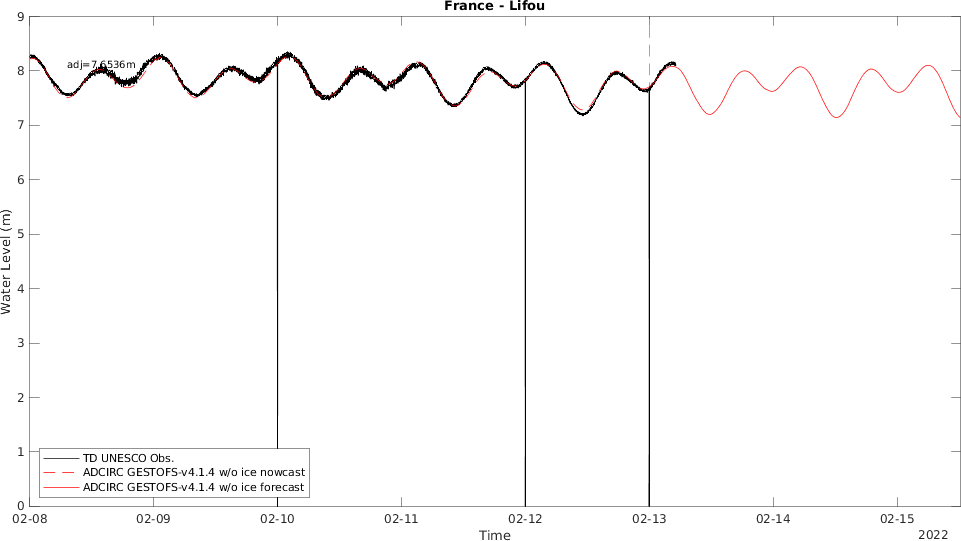 France - Lifou
9
8
7
6
5
4
3
2
1
0
Water Level (m)
adj=7.6536m
TD UNESCO Obs.
ADCIRC GESTOFS-v4.1.4 w/o ice nowcast
ADCIRC GESTOFS-v4.1.4 w/o ice forecast
02-08 02-09 02-10 02-11 02-12 02-13 02-14 02-15
Time
2022